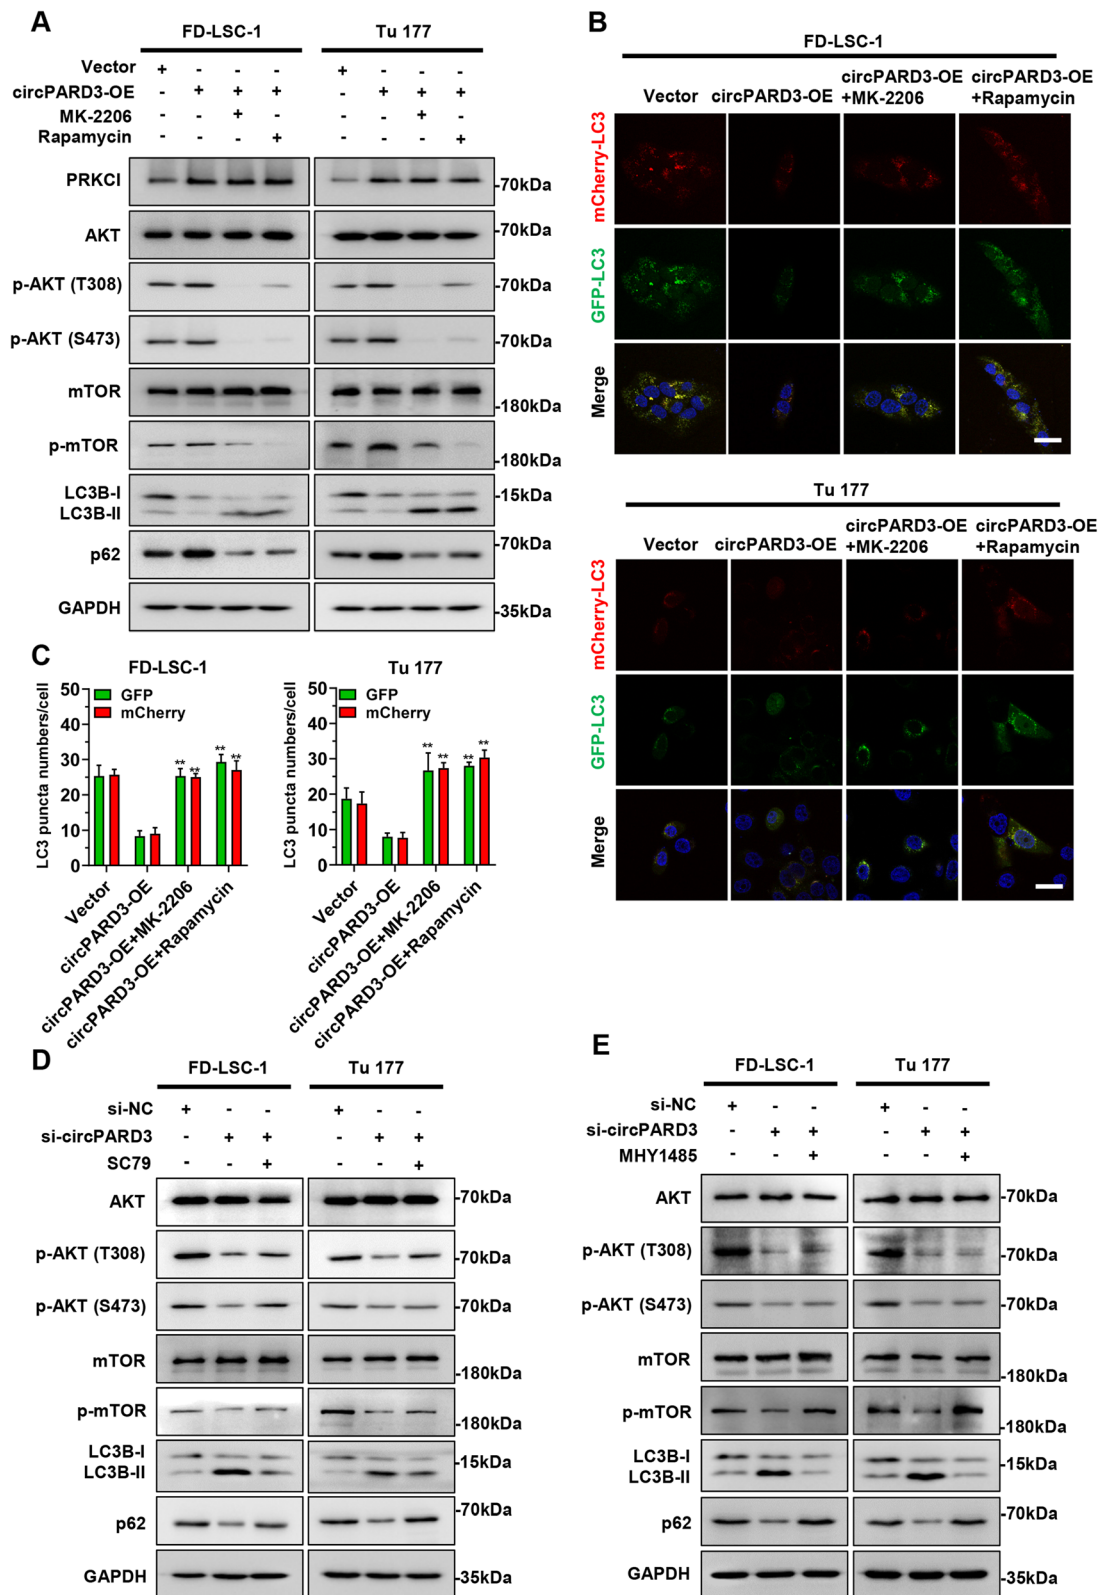 A
FD-LSC-1 Tu 177
Vector + - - - + - - -
circPARD3-OE - + + + - + + +
MK-2206 - - + - - - + -
Rapamycin - - - + - - - +
PRKCI -70kDa
AKT -70kDa
p-AKT (T308) -70kDa
p-AKT (S473) -70kDa
mTOR -180kDa
p-mTOR -180kDa
LC3B-I -15kDa
LC3B-II
p62 -70kDa
GAPDH -35kDa
B
FD-LSC-1
Vector circPARD3-OE circPARD3-OE +MK-2206 circPARD3-OE +Rapamycin
mCherry-LC3
GFP-LC3
Merge
Tu 177
Vector circPARD3-OE circPARD3-OE +MK-2206 circPARD3-OE +Rapamycin
mCherry-LC3
GFP-LC3
Merge
C
FD-LSC-1
LC3 puncta numbers/cell
50
40
30
20
10
0
GFP
mCherry
** ** ** **
Vector
circPARD3-OE
circPARD3-OE+MK-2206
circPARD3-OE+Rapamycin
Tu 177
LC3 puncta numbers/cell
50
40
30
20
10
0
GFP
mCherry
** ** ** **
Vector
circPARD3-OE
circPARD3-OE+MK-2206
circPARD3-OE+Rapamycin
D
FD-LSC-1 Tu 177
si-NC + - - + - -
si-circPARD3 - + + - + +
SC79 - - + - - +
AKT -70kDa
p-AKT (T308) -70kDa
p-AKT (S473) -70kDa
mTOR -180kDa
p-mTOR -180kDa
LC3B-I -15kDa
LC3B-II
p62 -70kDa
GAPDH -35kDa
E
FD-LSC-1 Tu 177
si-NC + - - + - -
si-circPARD3 - + + - + +
MHY1485 - - + - - +
AKT -70kDa
p-AKT (T308) -70kDa
p-AKT (S473) -70kDa
mTOR -180kDa
p-mTOR -180kDa
LC3B-I -15kDa
LC3B-II
p62 -70kDa
GAPDH -35kDa